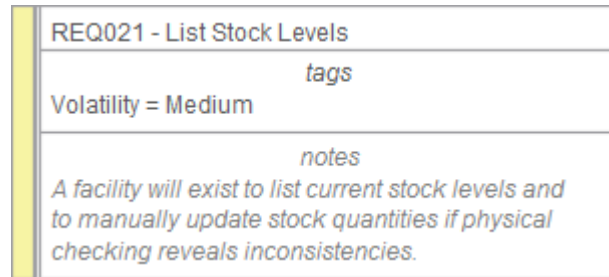 REQ021 - List Stock Levels
tags
Volatility = Medium
notes
A facility will exist to list current stock levels and
to manually update stock quantities if physical
checking reveals inconsistencies.